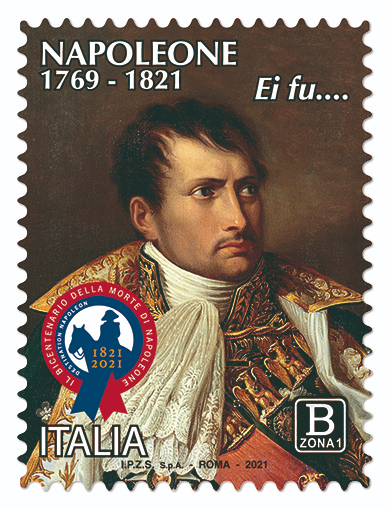 NAPOLEONE
1769 - 1821
Ei fu....
IL BICENTENARIO DELLA MORTE DI NAPOLEONE
DESTINATION NAPOLEON
1821
2021
ITALIA
B
ZONA 1
I.P.Z.S. S.p.A. - ROMA - 2021